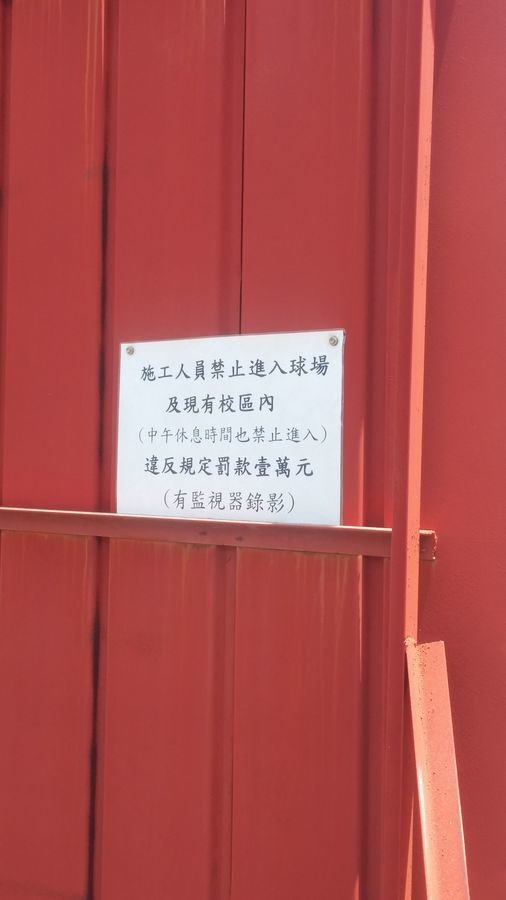 施工人員禁止進入球場
及現有校區內
（中午休息時間也禁止進入）
違反規定罰款壹萬元
（有監視器錄影）